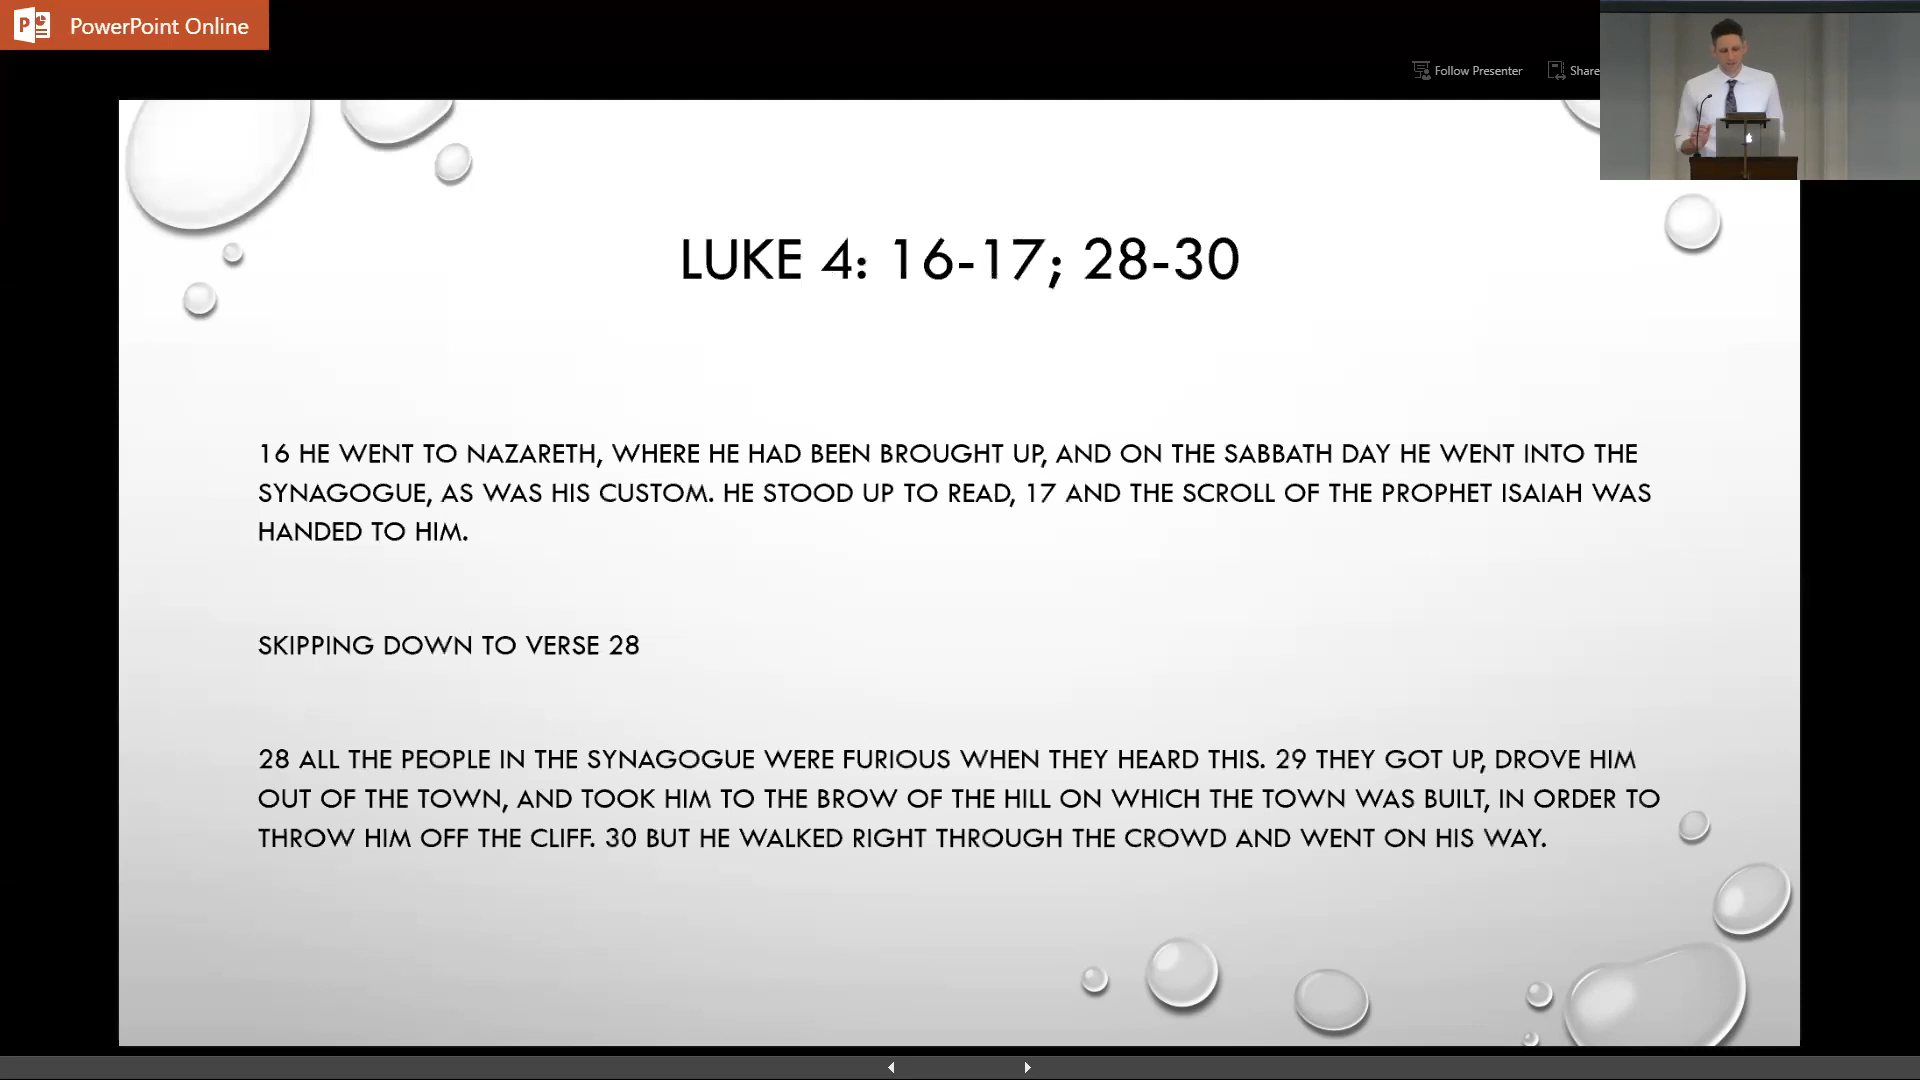 PowerPoint Online
Follow Presenter
Share
LUKE 4: 16-17; 28-30
16 HE WENT TO NAZARETH, WHERE HE HAD BEEN BROUGHT UP, AND ON THE SABBATH DAY HE WENT INTO THE
SYNAGOGUE, AS WAS HIS CUSTOM. HE STOOD UP TO READ, 17 AND THE SCROLL OF THE PROPHET ISAIAH WAS
HANDED TO HIM.
SKIPPING DOWN TO VERSE 28
28 ALL THE PEOPLE IN THE SYNAGOGUE WERE FURIOUS WHEN THEY HEARD THIS. 29 THEY GOT UP, DROVE HIM
OUT OF THE TOWN, AND TOOK HIM TO THE BROW OF THE HILL ON WHICH THE TOWN WAS BUILT, IN ORDER TO
THROW HIM OFF THE CLIFF. 30 BUT HE WALKED RIGHT THROUGH THE CROWD AND WENT ON HIS WAY.